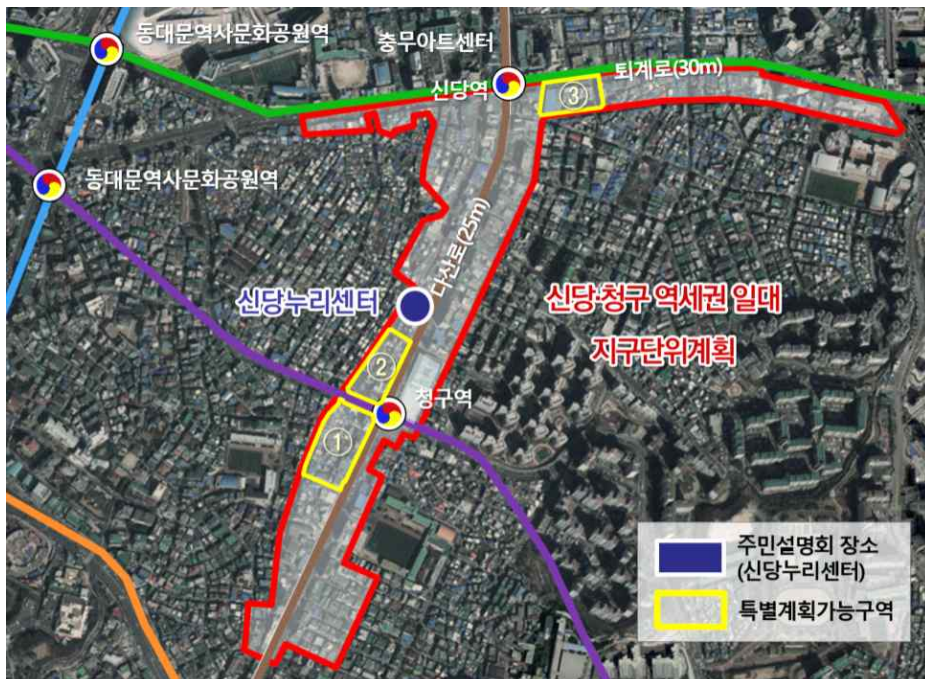 동대문역사문화공원역
충무아트센터
신당역
퇴계로(30m)
③
동대문역사문화공원역
다산로(25m)
신당누리센터
신당·청구 역세권 일대
지구단위계획
②
청구역
①
주민설명회 장소
(신당누리센터)
특별계획가능구역